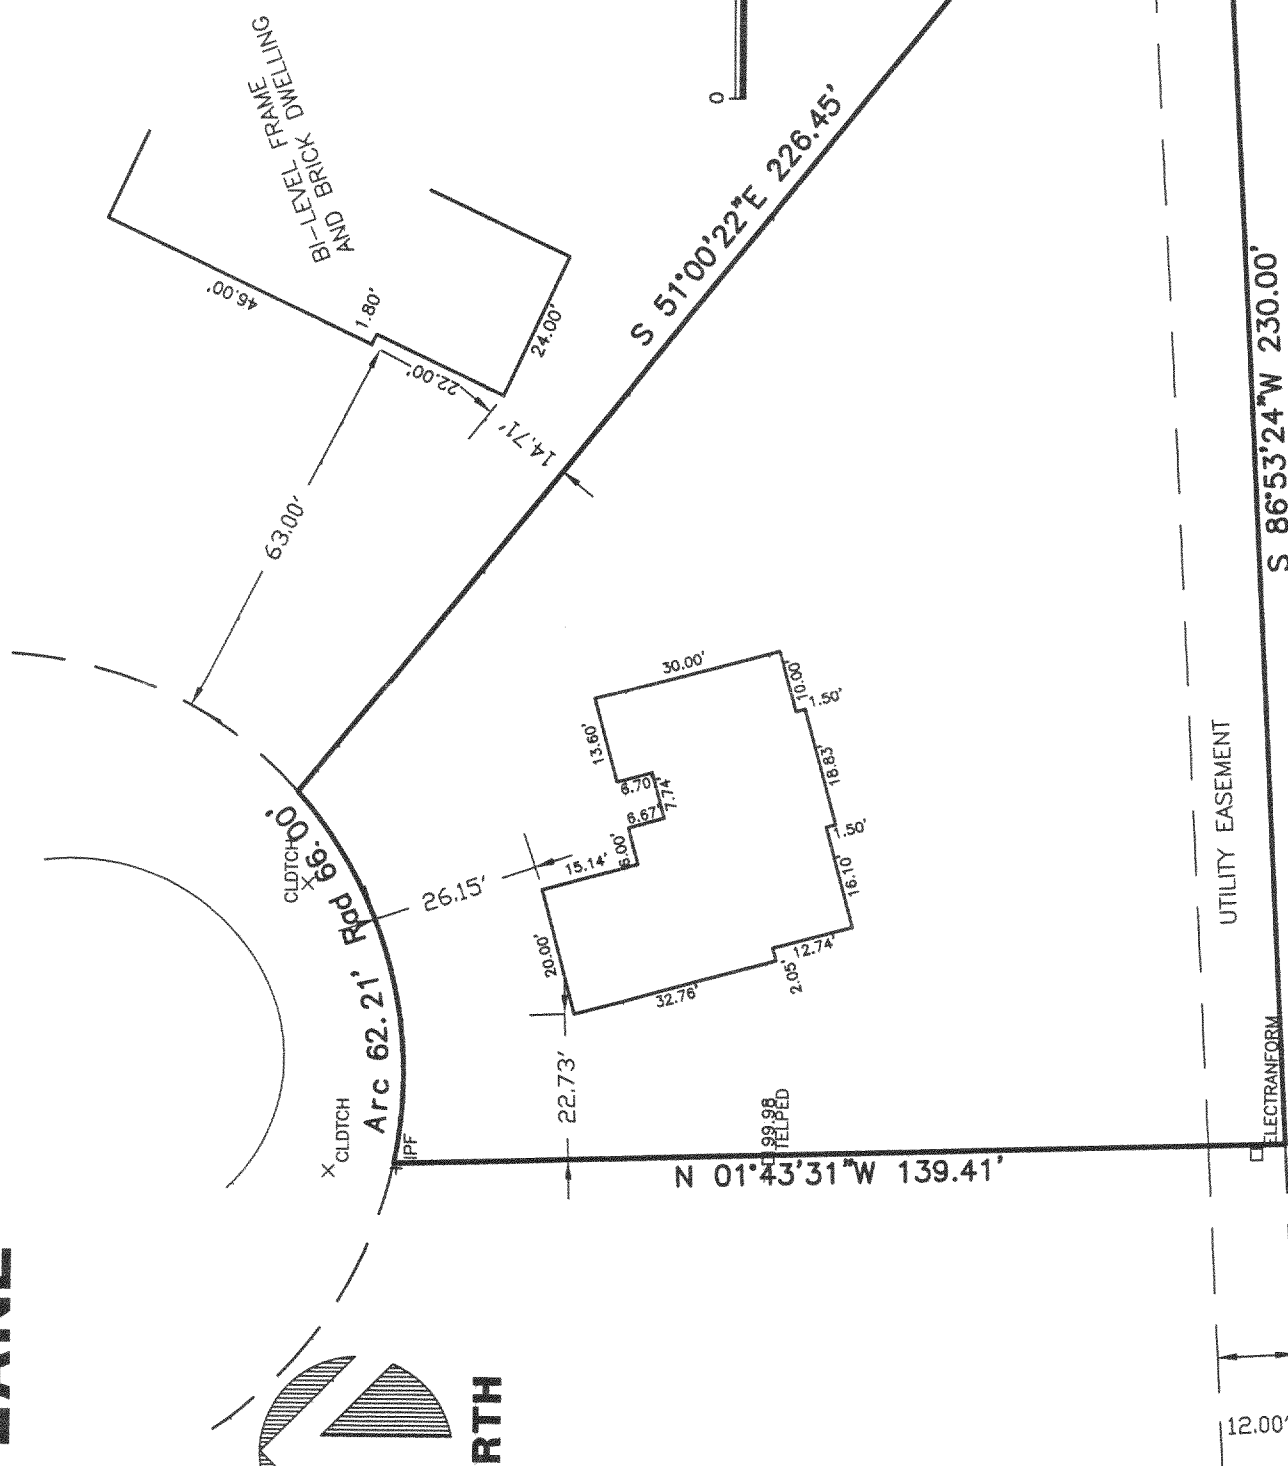 BI-LEVEL FRAME
AND BRICK DWELLING
0
46.00'
1.80'
22.00'
24.00'
14.71'
63.00'
S 51°00'22"E 226.45'
S 86°53'24"W 230.00'
Arc 62.21' Rad 66.00'
CLDTCH
CLDTCH
IPF
26.15'
22.73'
30.00'
10.00'
1.50'
13.60'
6.70'
7.74'
6.67'
6.00'
15.14'
18.83'
1.50'
16.10'
20.00'
12.74'
2.05'
32.76'
UTILITY EASEMENT
99.98
TELPED
ELECTRANFORM
N 01°43'31"W 139.41'
12.00'
RTH